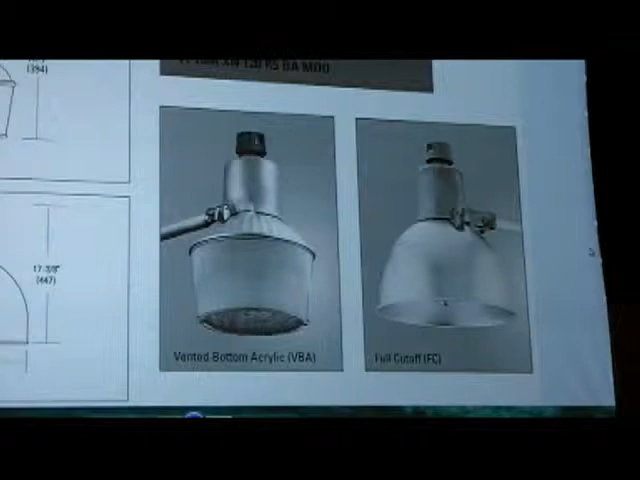 (394)
17-3/8"
(447)
Vented Bottom Acrylic (VBA)
Full Cutoff (FC)